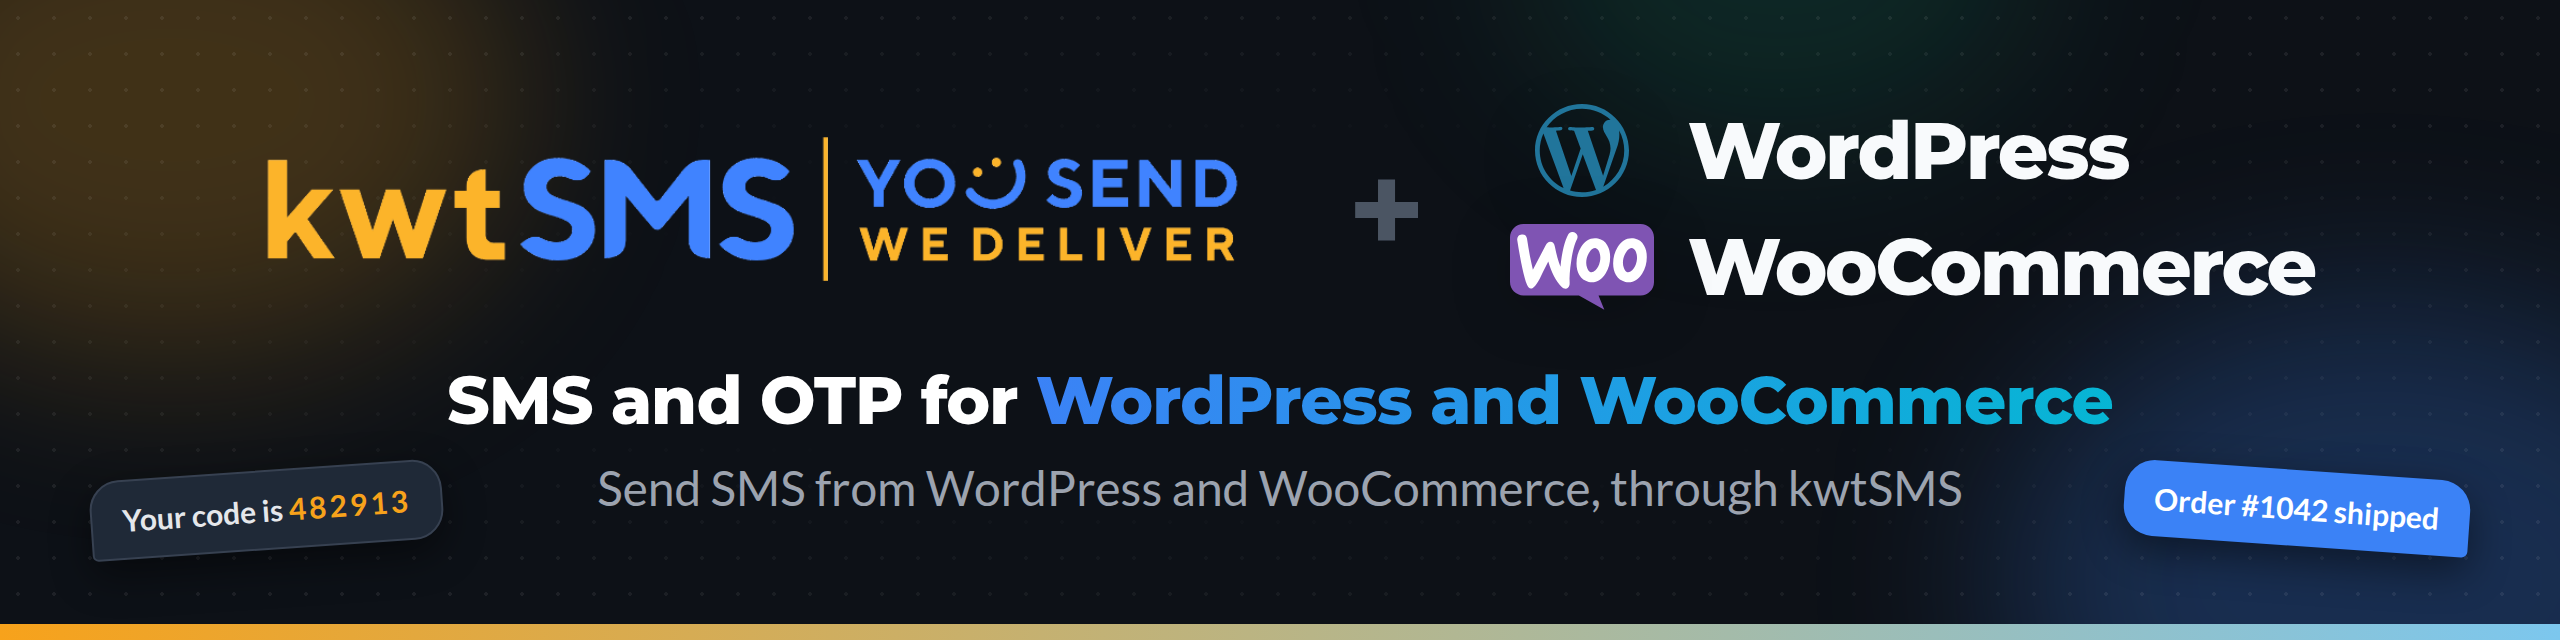 kwtSMS
YOU SEND
WE DELIVER
+
WordPress
Woo WooCommerce
SMS and OTP for WordPress and WooCommerce
Send SMS from WordPress and WooCommerce, through kwtSMS
Your code is 482913
Order #1042 shipped